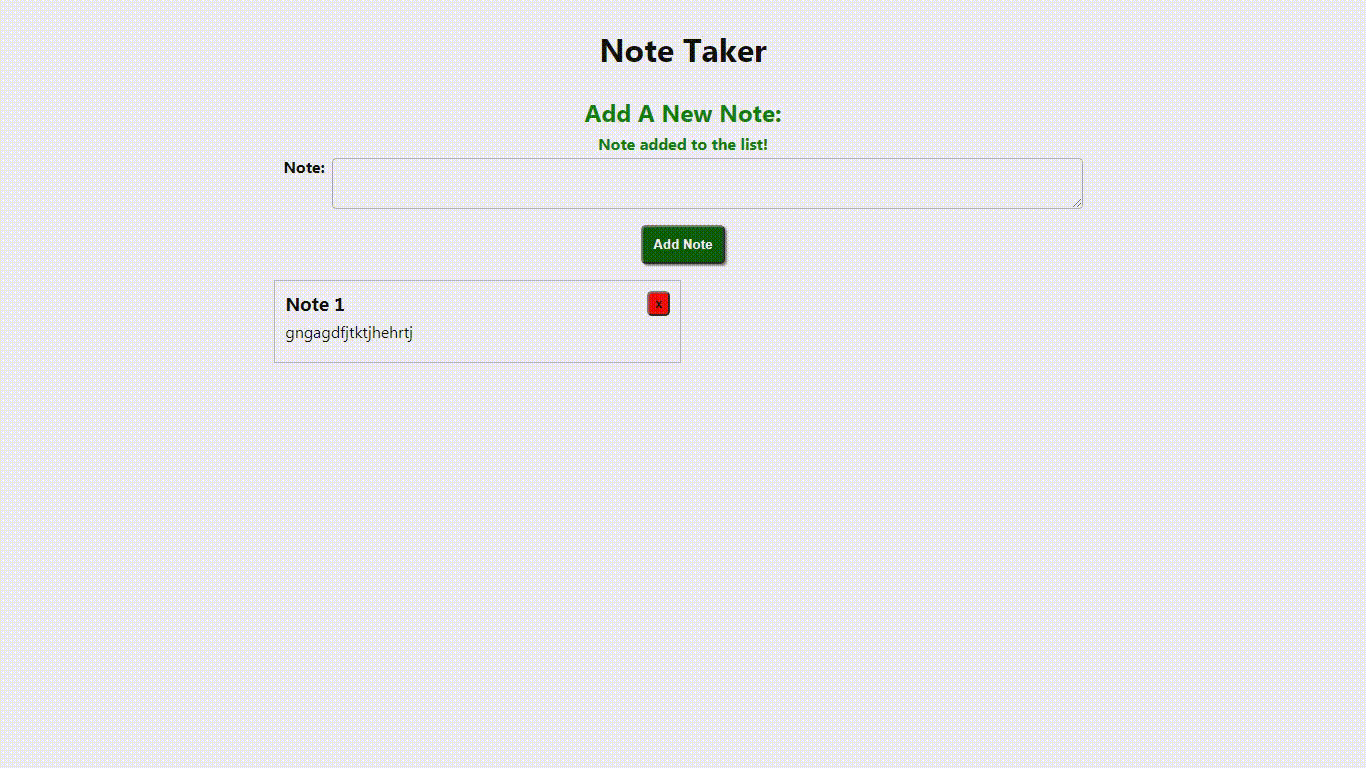 Note Taker
Add A New Note:
Note added to the list!
Note:
Add Note
Note 1
x
gngagdfjtktjhehrtj